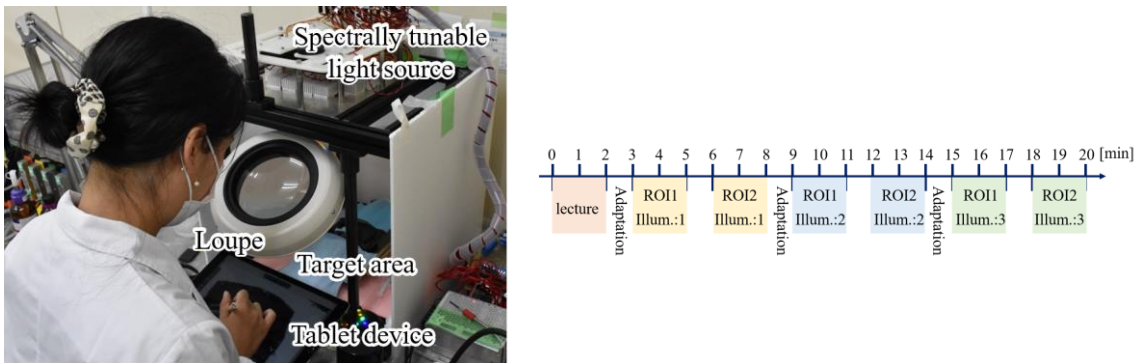 Spectrally tunable
light source
Loupe
Target area
Tablet device
0 1 2 3 4 5 6 7 8 9 10 11 12 13 14 15 16 17 18 19 20 [min]
lecture
Adaptation
ROI1
Illum.:1
ROI2
Illum.:1
Adaptation
ROI1
Illum.:2
ROI2
Illum.:2
Adaptation
ROI1
Illum.:3
ROI2
Illum.:3